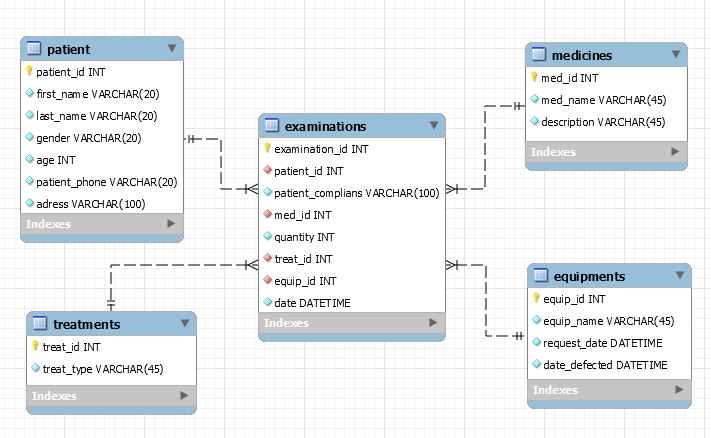 patient
patient_id INT
first_name VARCHAR(20)
last_name VARCHAR(20)
gender VARCHAR(20)
age INT
patient_phone VARCHAR(20)
adress VARCHAR(100)
Indexes
examinations
examination_id INT
patient_id INT
patient_complians VARCHAR(100)
med_id INT
quantity INT
treat_id INT
equip_id INT
date DATETIME
Indexes
medicines
med_id INT
med_name VARCHAR(45)
description VARCHAR(45)
Indexes
treatments
treat_id INT
treat_type VARCHAR(45)
Indexes
equipments
equip_id INT
equip_name VARCHAR(45)
request_date DATETIME
date_defected DATETIME
Indexes